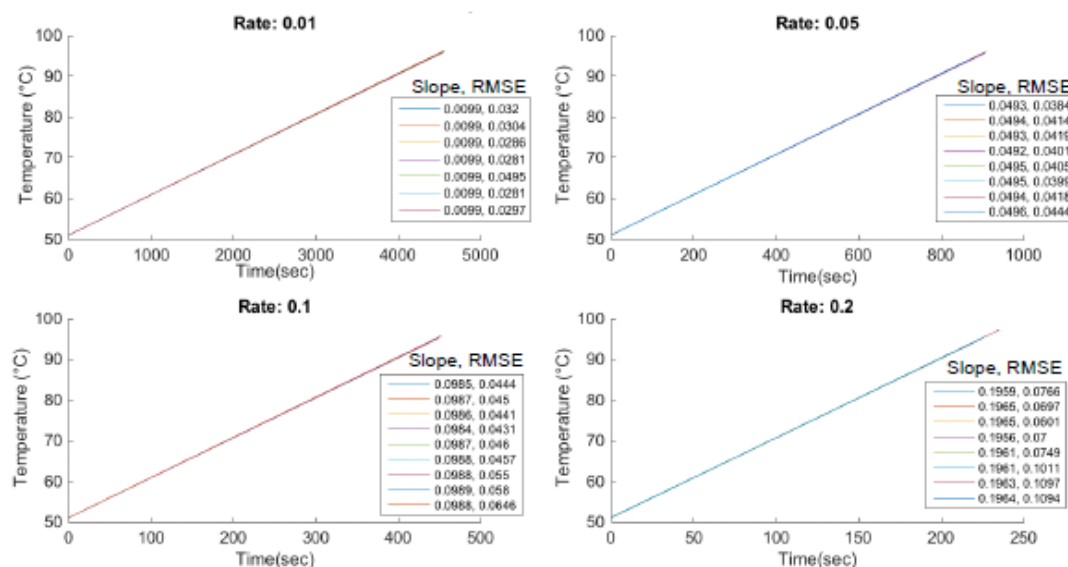 Rate: 0.01
100
90
80
70
60
50
Temperature (°C)
Slope, RMSE
0.0099, 0.032
0.0099, 0.0304
0.0099, 0.0286
0.0099, 0.0281
0.0099, 0.0495
0.0099, 0.0281
0.0099, 0.0297
0 1000 2000 3000 4000 5000
Time(sec)
Rate: 0.05
100
90
80
70
60
50
Temperature (°C)
Slope, RMSE
0.0493, 0.0384
0.0494, 0.0414
0.0493, 0.0419
0.0492, 0.0401
0.0495, 0.0405
0.0495, 0.0399
0.0494, 0.0418
0.0496, 0.0444
0 200 400 600 800 1000
Time(sec)
Rate: 0.1
100
90
80
70
60
50
Temperature (°C)
Slope, RMSE
0.0985, 0.0444
0.0987, 0.045
0.0986, 0.0441
0.0984, 0.0431
0.0987, 0.046
0.0988, 0.0457
0.0988, 0.055
0.0989, 0.058
0.0988, 0.0646
0 100 200 300 400 500
Time(sec)
Rate: 0.2
100
90
80
70
60
50
Temperature (°C)
Slope, RMSE
0.1959, 0.0766
0.1965, 0.0697
0.1965, 0.0601
0.1956, 0.07
0.1961, 0.0749
0.1961, 0.1011
0.1963, 0.1097
0.1964, 0.1094
0 50 100 150 200 250
Time(sec)